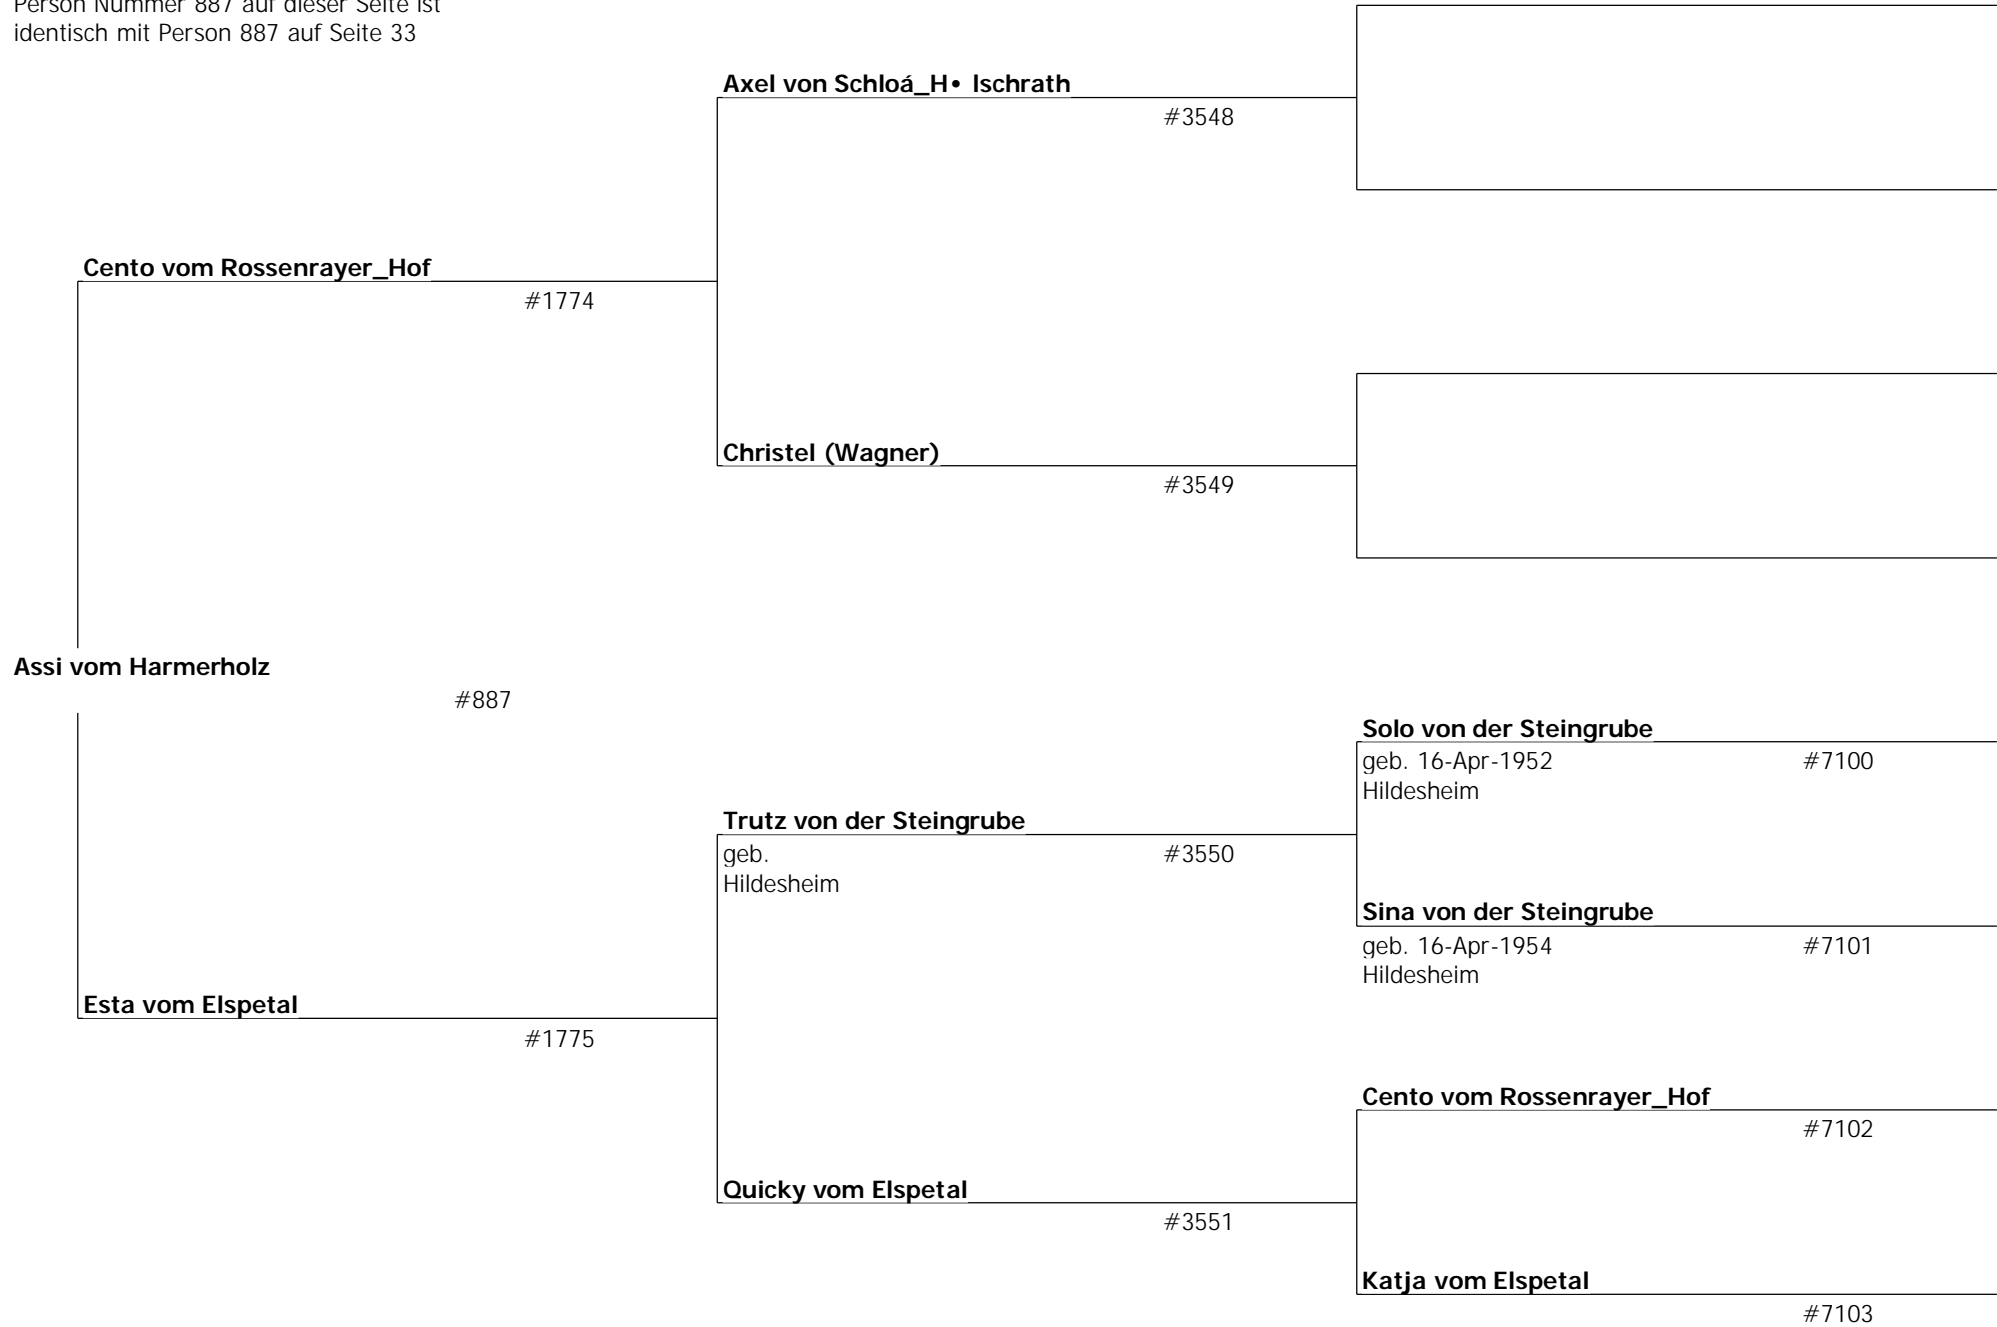 Person Nummer 887 auf dieser Seite ist
identisch mit Person 887 auf Seite 33
Axel von Schloá_H• lschrath
#3548
Cento vom Rossenrayer_Hof
#1774
Christel (Wagner)
#3549
Assi vom Harmerholz
#887
Solo von der Steingrube
geb. 16-Apr-1952
#7100
Hildesheim
Trutz von der Steingrube
geb.
#3550
Hildesheim
Sina von der Steingrube
geb. 16-Apr-1954
#7101
Hildesheim
Esta vom Elspetal
#1775
Cento vom Rossenrayer_Hof
#7102
Quicky vom Elspetal
#3551
Katja vom Elspetal
#7103